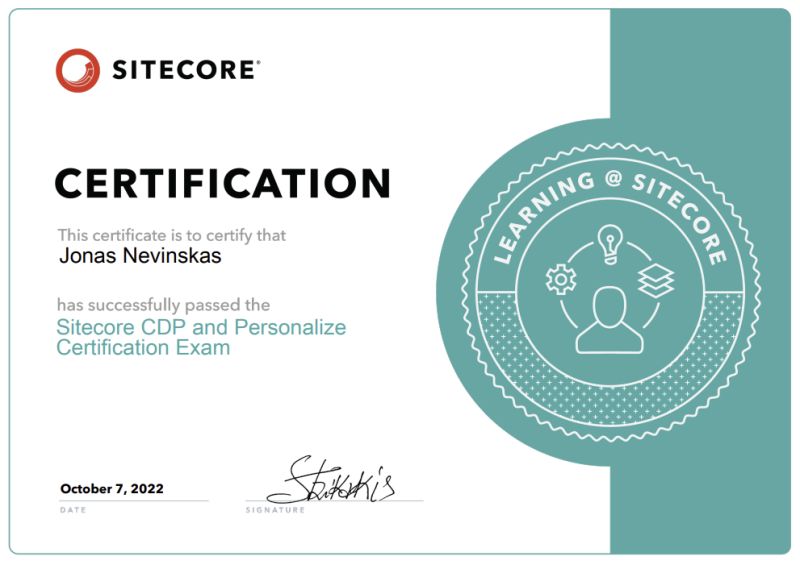 SITECORE®
CERTIFICATION
This certificate is to certify that
Jonas Nevinskas
has successfully passed the
Sitecore CDP and Personalize
Certification Exam
LEARNING @ SITECORE
October 7, 2022
DATE
SIGNATURE